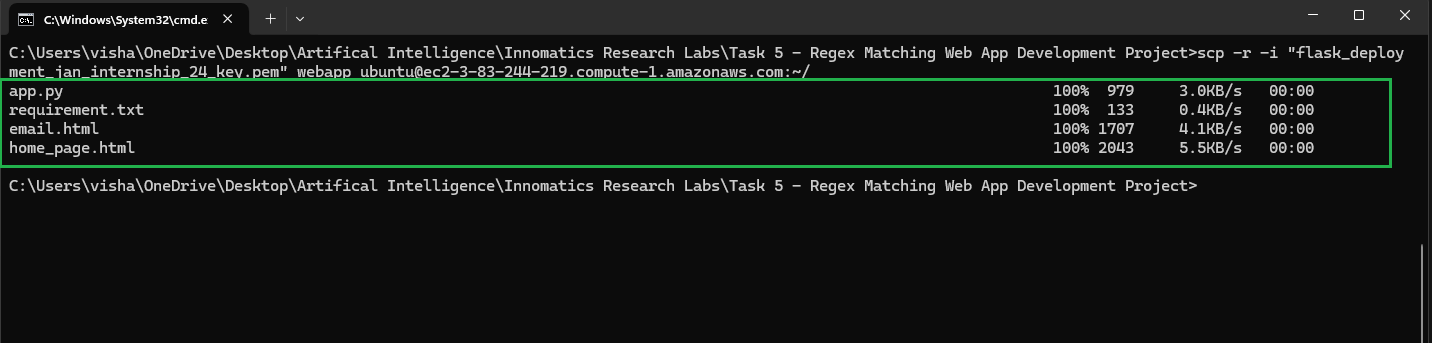 C:\Windows\System32\cmd.e
C:\Users\visha\OneDrive\Desktop\Artifical Intelligence\Innomatics Research Labs\Task 5 - Regex Matching Web App Development Project>scp -r -i "flask_deploy
ment_jan_internship_24_key.pem" webapp ubuntu@ec2-3-83-244-219.compute-1.amazonaws.com:~/
app.py 100% 979 3.0KB/s 00:00
requirement.txt 100% 133 0.4KB/s 00:00
email.html 100% 1707 4.1KB/s 00:00
home_page.html 100% 2043 5.5KB/s 00:00
C:\Users\visha\OneDrive\Desktop\Artifical Intelligence\Innomatics Research Labs\Task 5 - Regex Matching Web App Development Project>